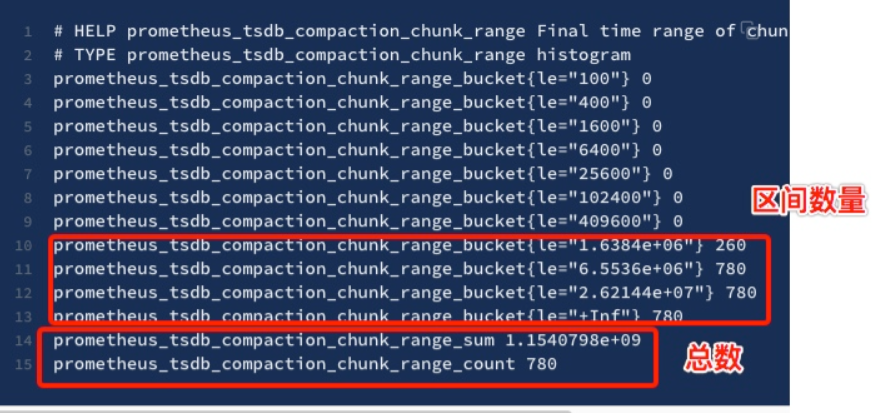 1 # HELP prometheus_tsdb_compaction_chunk_range Final time range of chun
2 # TYPE prometheus_tsdb_compaction_chunk_range histogram
3 prometheus_tsdb_compaction_chunk_range_bucket{le="100"} 0
4 prometheus_tsdb_compaction_chunk_range_bucket{le="400"} 0
5 prometheus_tsdb_compaction_chunk_range_bucket{le="1600"} 0
6 prometheus_tsdb_compaction_chunk_range_bucket{le="6400"} 0
7 prometheus_tsdb_compaction_chunk_range_bucket{le="25600"} 0
8 prometheus_tsdb_compaction_chunk_range_bucket{le="102400"} 0
区间数量
9 prometheus_tsdb_compaction_chunk_range_bucket{le="409600"} 0
10 prometheus_tsdb_compaction_chunk_range_bucket{le="1.6384e+06"} 260
11 prometheus_tsdb_compaction_chunk_range_bucket{le="6.5536e+06"} 780
12 prometheus_tsdb_compaction_chunk_range_bucket{le="2.62144e+07"} 780
13 prometheus_tsdb_compaction_chunk_range_bucket{le="+Inf"} 780
14 prometheus_tsdb_compaction_chunk_range_sum 1.1540798e+09
15 prometheus_tsdb_compaction_chunk_range_count 780
总数